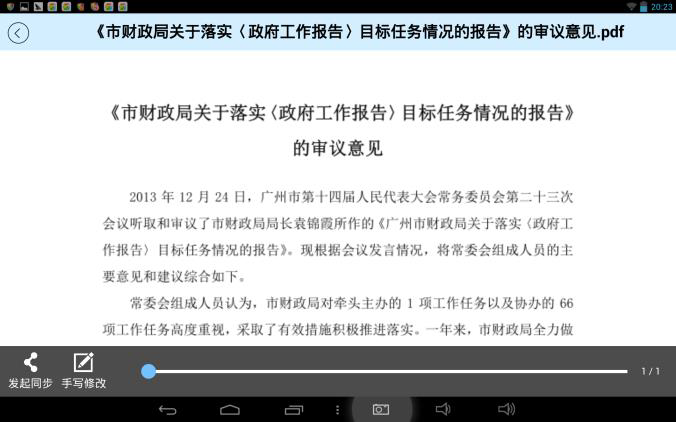 20:23
《市财政局关于落实〈政府工作报告〉目标任务情况的报告》的审议意见.pdf
《市财政局关于落实〈政府工作报告〉目标任务情况的报告》
的审议意见
2013 年 12 月 24 日，广州市第十四届人民代表大会常务委员会第二十三次
会议听取和审议了市财政局局长袁锦霞所作的《广州市财政局关于落实〈政府工
作报告〉目标任务情况的报告》。现根据会议发言情况，将常委会组成人员的主
要意见和建议综合如下。
常委会组成人员认为，市财政局对牵头主办的 1 项工作任务以及协办的 66
项工作任务高度重视，采取了有效措施积极推进落实。一年来，市财政局全力做
发起同步 手写修改 1 / 1